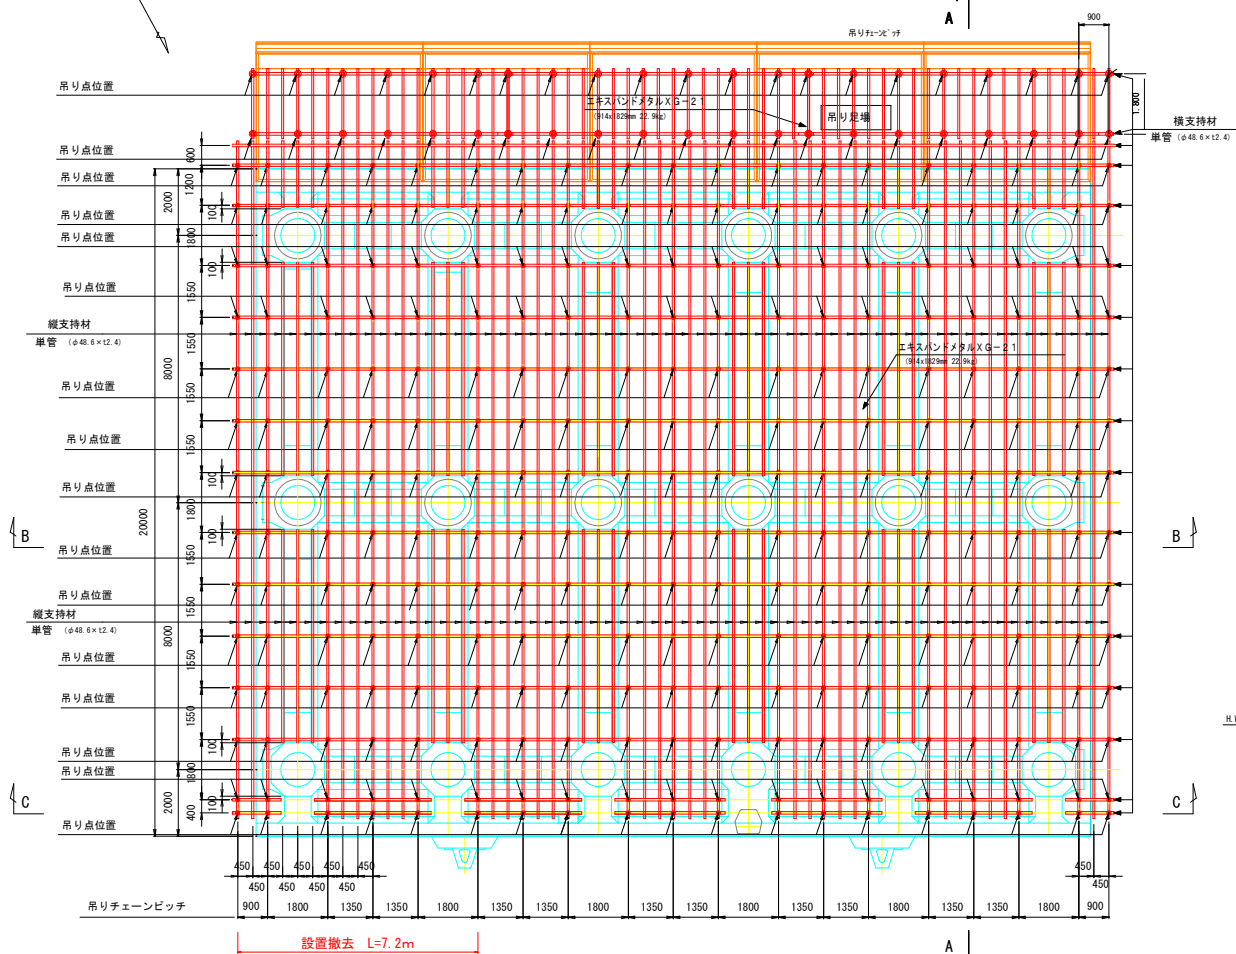 A
900
吊りﾁｪｰﾝﾋﾟｯﾁ
吊り点位置
エキスパンドメタルXG-21
(914x1829mm 22.9kg)
吊り足場
1,800
横支持材
単管 (φ48.6×t2.4)
吊り点位置
600
吊り点位置
1200
2000
吊り点位置
100
吊り点位置
1800
100
吊り点位置
1550
縦支持材
単管 (φ48.6×t2.4)
1550
エキスパンドメタルXG-21
(914x1829mm 22.9kg)
8000
吊り点位置
1550
吊り点位置
1550
吊り点位置
100
20000
1800
B
B
100
吊り点位置
1550
吊り点位置
1550
縦支持材
単管 (φ48.6×t2.4)
8000
吊り点位置
1550
吊り点位置
1550
100
吊り点位置
吊り点位置
1800
C
C
100
2000
400
吊り点位置
450 450 450 450 450 450
450 450 450 450
450
吊りチェーンピッチ
900 1800 1350 1350 1800 1350 1350 1800 1350 1350 1800 1350 1350 1800 1350 1350 1800 900
設置撤去 L=7.2m
A